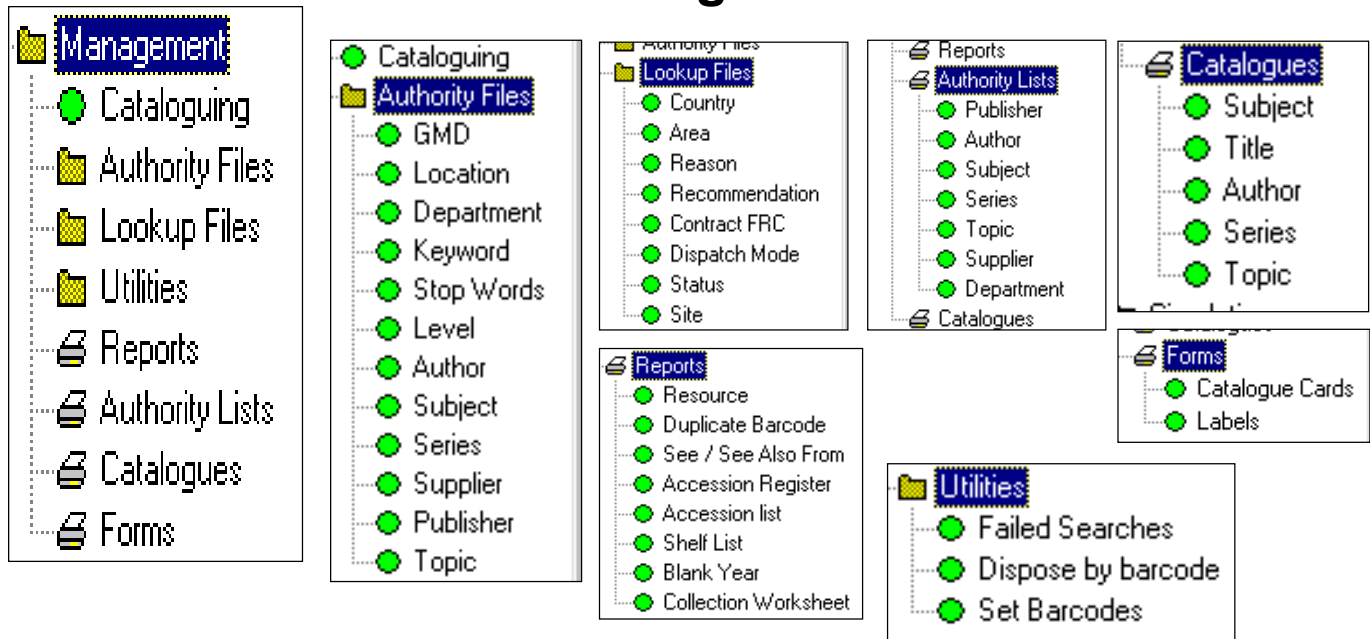 Management
Cataloguing
Authority Files
Lookup Files
Utilities
Reports
Authority Lists
Catalogues
Forms
Cataloguing
Authority Files
GMD
Location
Department
Keyword
Stop Words
Level
Author
Subject
Series
Supplier
Publisher
Topic
Authority Files
Lookup Files
Country
Area
Reason
Recommendation
Contract FRC
Dispatch Mode
Status
Site
Reports
Resource
Duplicate Barcode
See / See Also From
Accession Register
Accession list
Shelf List
Blank Year
Collection Worksheet
Reports
Authority Lists
Publisher
Author
Subject
Series
Topic
Supplier
Department
Catalogues
Catalogues
Subject
Title
Author
Series
Topic
Forms
Catalogue Cards
Labels
Utilities
Failed Searches
Dispose by barcode
Set Barcodes